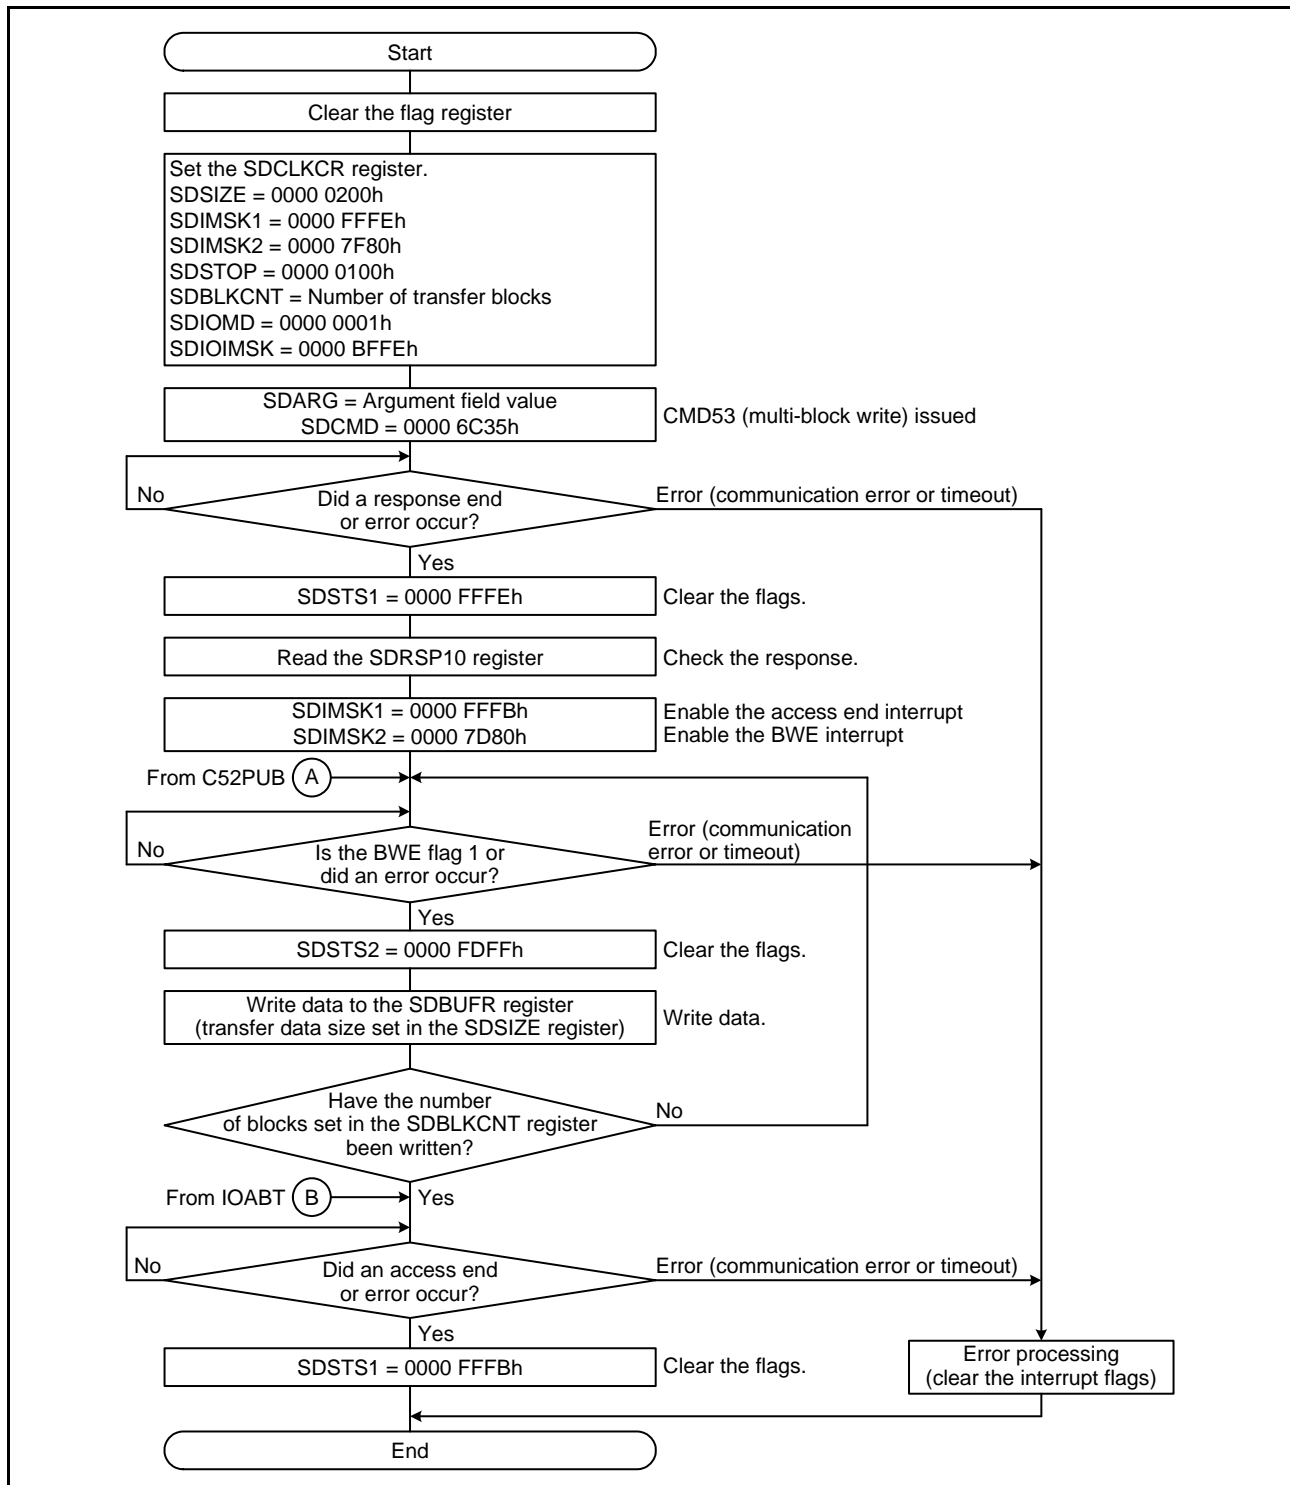 Start
Clear the flag register
Set the SDCLKCR register.
SDSIZE = 0000 0200h
SDIMSK1 = 0000 FFFEh
SDIMSK2 = 0000 7F80h
SDSTOP = 0000 0100h
SDBLKCNT = Number of transfer blocks
SDIOMD = 0000 0001h
SDIOIMSK = 0000 BFFEh
SDARG = Argument field value
SDCMD = 0000 6C35h
CMD53 (multi-block write) issued
No
Did a response end
or error occur?
Error (communication error or timeout)
Yes
SDSTS1 = 0000 FFFEh
Clear the flags.
Read the SDRSP10 register
Check the response.
SDIMSK1 = 0000 FFFBh
SDIMSK2 = 0000 7D80h
Enable the access end interrupt
Enable the BWE interrupt
From C52PUB A
No
Is the BWE flag 1 or
did an error occur?
Error (communication
error or timeout)
Yes
SDSTS2 = 0000 FDFFh
Clear the flags.
Write data to the SDBUFR register
(transfer data size set in the SDSIZE register)
Write data.
Have the number
of blocks set in the SDBLKCNT register
been written?
No
From IOABT B
Yes
No
Did an access end
or error occur?
Error (communication error or timeout)
Yes
SDSTS1 = 0000 FFFBh
Clear the flags.
Error processing
(clear the interrupt flags)
End